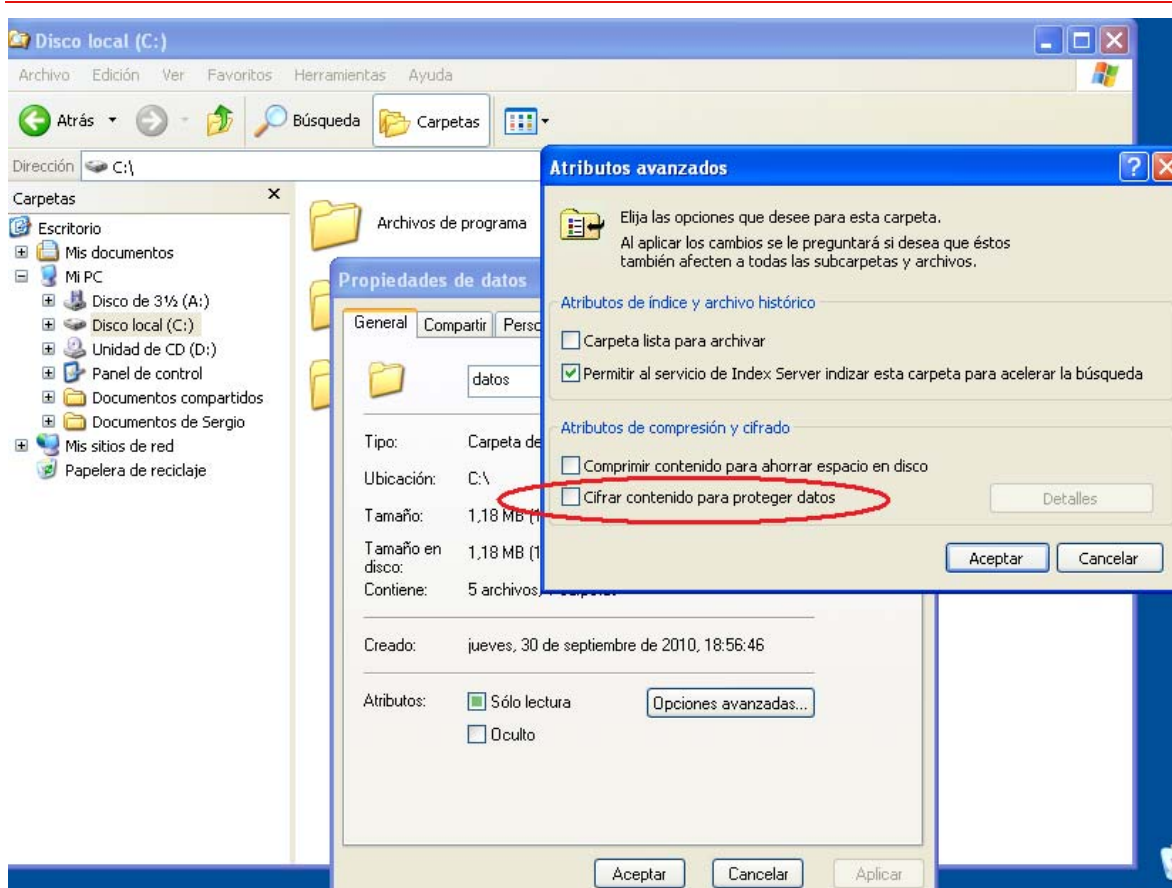 Disco local (C:)
Archivo Edición Ver Favoritos Herramientas Ayuda
Atrás Búsqueda Carpetas
Dirección C:\
Carpetas
Escritorio
Mis documentos
Mi PC
Disco de 3½ (A:)
Disco local (C:)
Unidad de CD (D:)
Panel de control
Documentos compartidos
Documentos de Sergio
Mis sitios de red
Papelera de reciclaje
Archivos de programa
Propiedades de datos
General Compartir
datos
Tipo: Carpeta de
Ubicación: C:\
Tamaño: 1,18 MB
Tamaño en
disco: 1,18 MB
Contiene: 5 archivos,
Creado: jueves, 30 de septiembre de 2010, 18:56:46
Atributos: Sólo lectura Opciones avanzadas...
Oculto
Aceptar Cancelar Aplicar
Atributos avanzados
Elija las opciones que desee para esta carpeta.
Al aplicar los cambios se le preguntará si desea que éstos
también afecten a todas las subcarpetas y archivos.
Atributos de índice y archivo histórico
Carpeta lista para archivar
Permitir al servicio de Index Server indizar esta carpeta para acelerar la búsqueda
Atributos de compresión y cifrado
Comprimir contenido para ahorrar espacio en disco
Cifrar contenido para proteger datos Detalles
Aceptar Cancelar